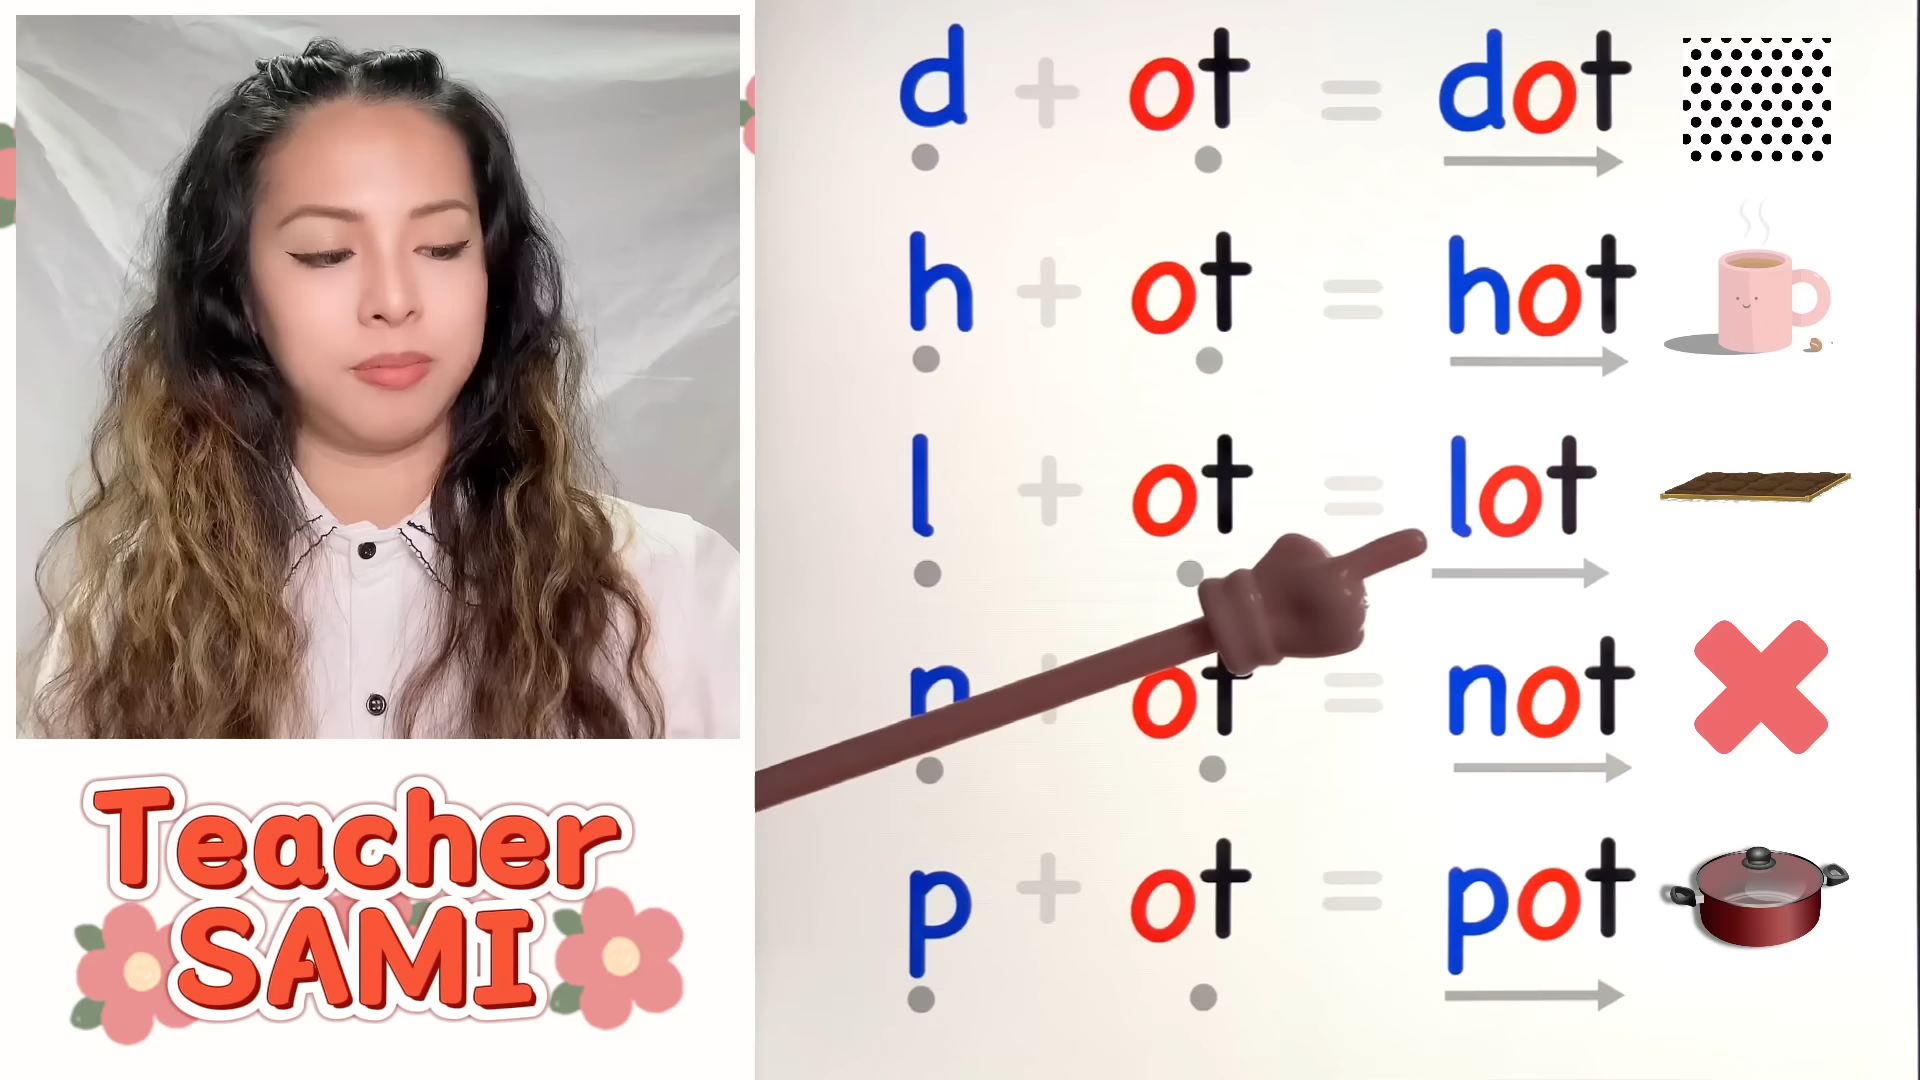 Teacher
SAMI
d + ot = dot
h + ot = hot
l + ot = lot
n + ot = not
p + ot = pot